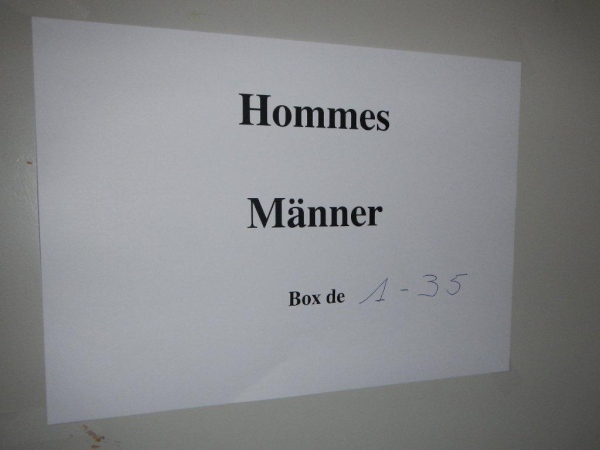 Hommes
Männer
Box de 1 - 35